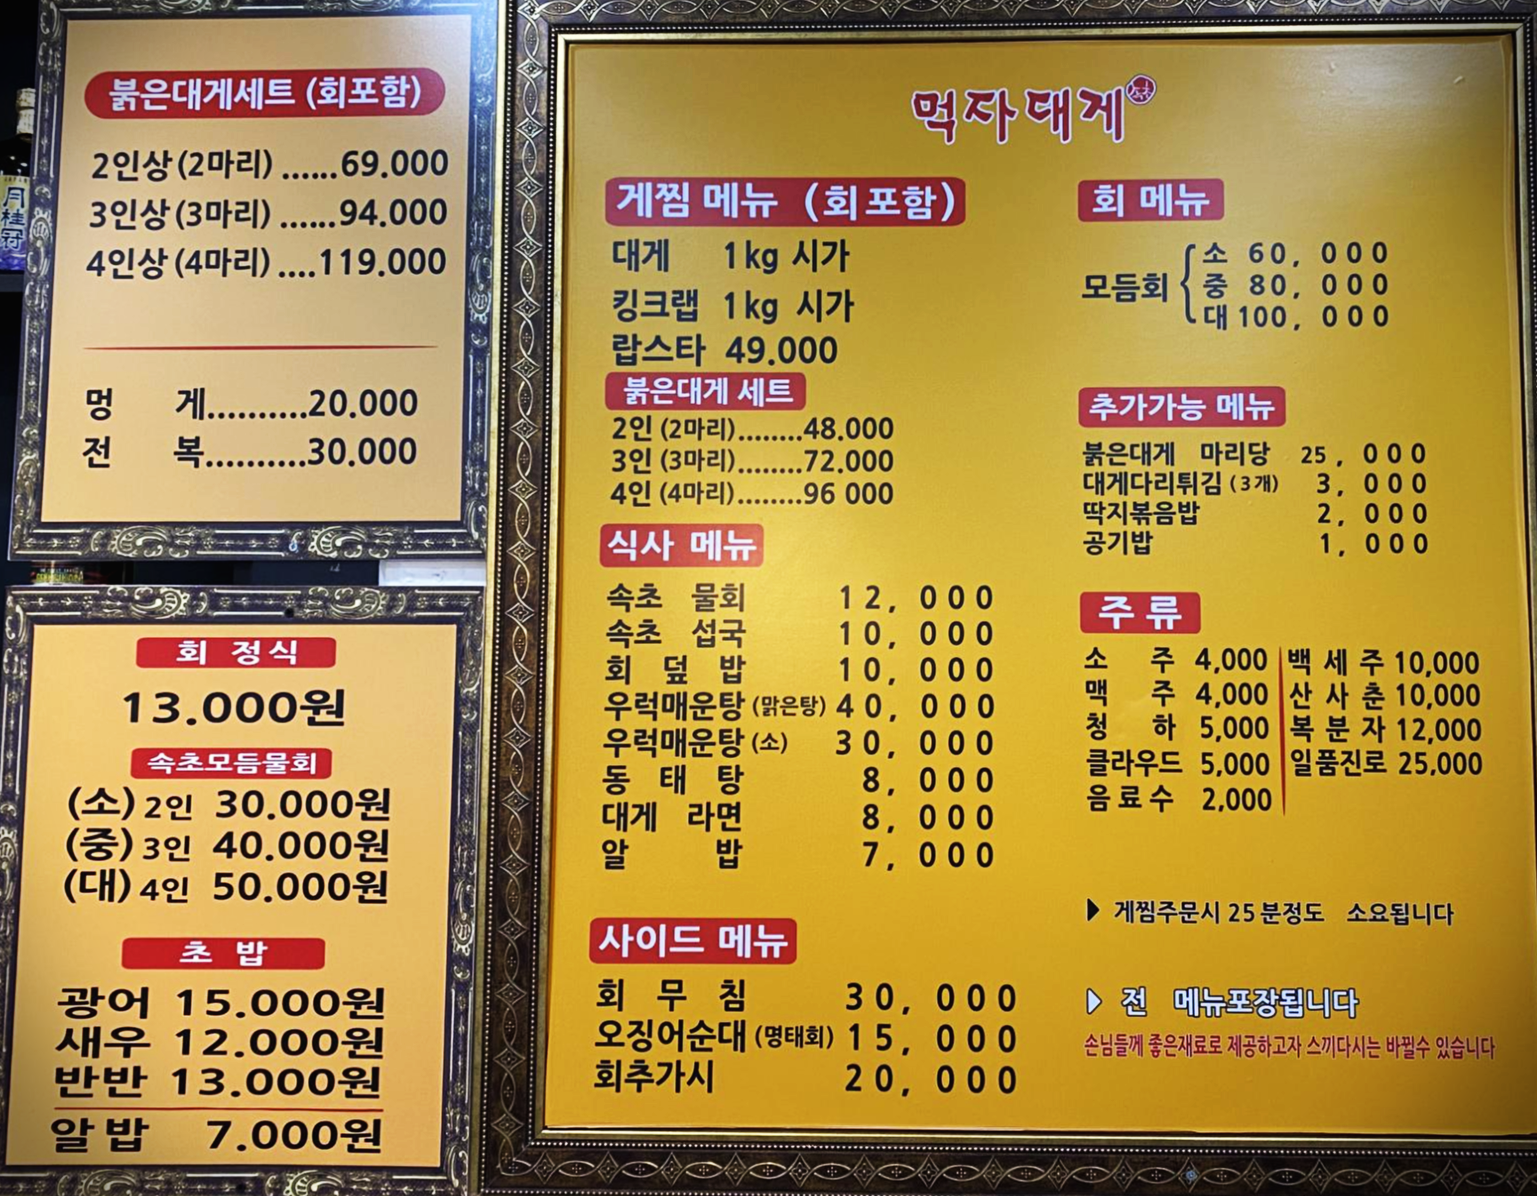 붉은대게세트 (회포함)
2인상 (2마리) ......69.000
3인상 (3마리) ......94.000
4인상 (4마리) ....119.000
멍 게..........20.000
전 복..........30.000
회 정식
13.000원
속초모듬물회
(소) 2인 30.000원
(중) 3인 40.000원
(대) 4인 50.000원
초 밥
광어 15.000원
새우 12.000원
반반 13.000원
알밥 7.000원
먹자대게
게찜 메뉴 (회포함)
대게 1kg 시가
킹크랩 1kg 시가
랍스타 49.000
붉은대게 세트
2인 (2마리)........48.000
3인 (3마리)........72.000
4인 (4마리)........96 000
식사 메뉴
속초 물회 12,000
속초 섭국 10,000
회 덮 밥 10,000
우럭매운탕 (맑은탕) 40,000
우럭매운탕 (소) 30,000
동 태 탕 8,000
대게 라면 8,000
알 밥 7,000
사이드 메뉴
회 무 침 30,000
오징어순대 (명태회) 15,000
회추가시 20,000
회 메뉴
모듬회
소 60,000
중 80,000
대 100,000
추가가능 메뉴
붉은대게 마리당 25,000
대게다리튀김 (3개) 3,000
딱지볶음밥 2,000
공기밥 1,000
주 류
소 주 4,000
맥 주 4,000
청 하 5,000
클라우드 5,000
음료수 2,000
백 세 주 10,000
산 사 춘 10,000
복 분 자 12,000
일품진로 25,000
▶ 게찜주문시 25분정도 소요됩니다
▶ 전 메뉴포장됩니다
손님들께 좋은재료로 제공하고자 스끼다시는 바뀔수 있습니다
月桂冠